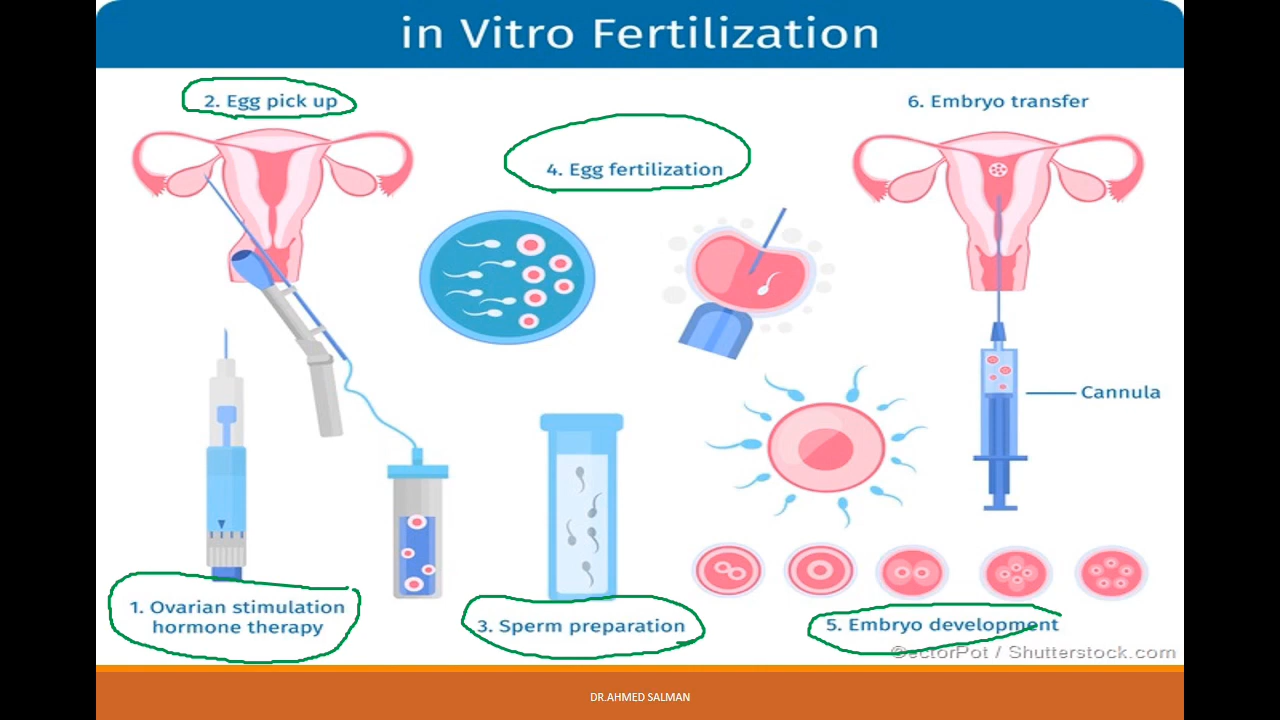 in Vitro Fertilization
2. Egg pick up
6. Embryo transfer
4. Egg fertilization
Cannula
1. Ovarian stimulation
hormone therapy
3. Sperm preparation
5. Embryo development
ectorPot / Shutterstock.com
DR.AHMED SALMAN